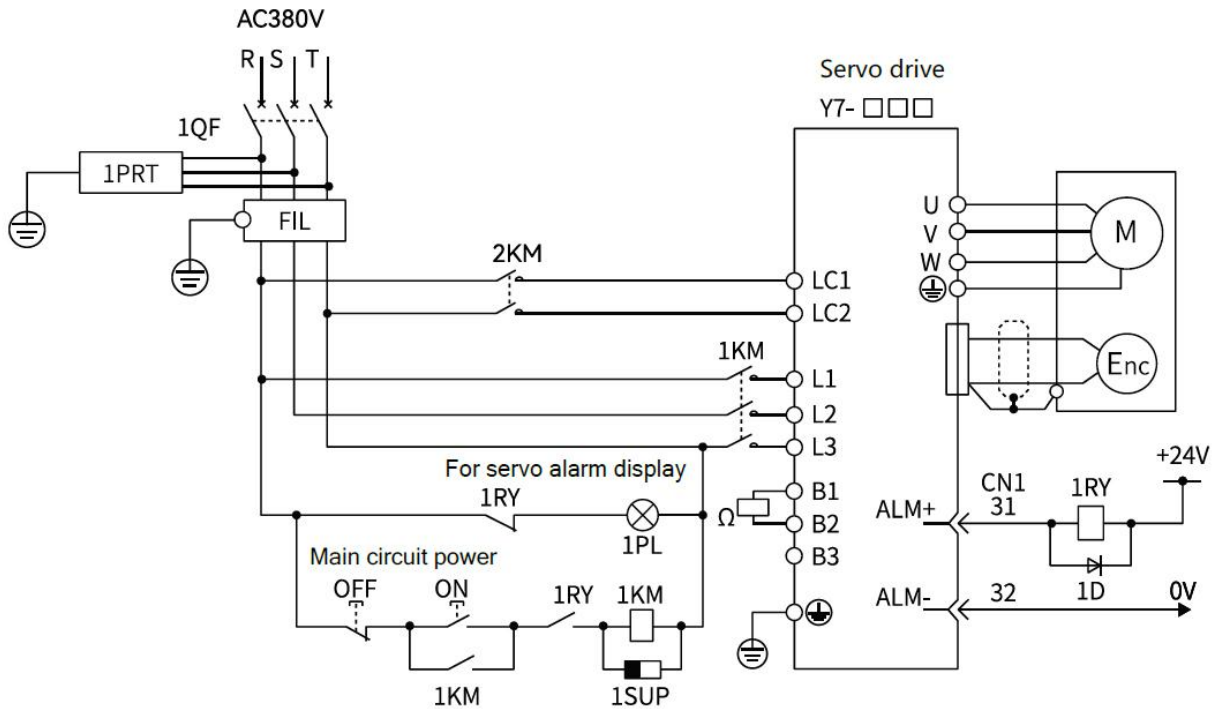 AC380V
R S T
Servo drive
Y7- □□□
1QF
1PRT
FIL
U
V
W
M
2KM
LC1
LC2
1KM
L1
L2
L3
Enc
For servo alarm display
1RY
1PL
Ω
B1
B2
B3
ALM+
CN1
31
1RY
+24V
1D
ALM-
32
0V
Main circuit power
OFF ON 1RY 1KM
1KM 1SUP